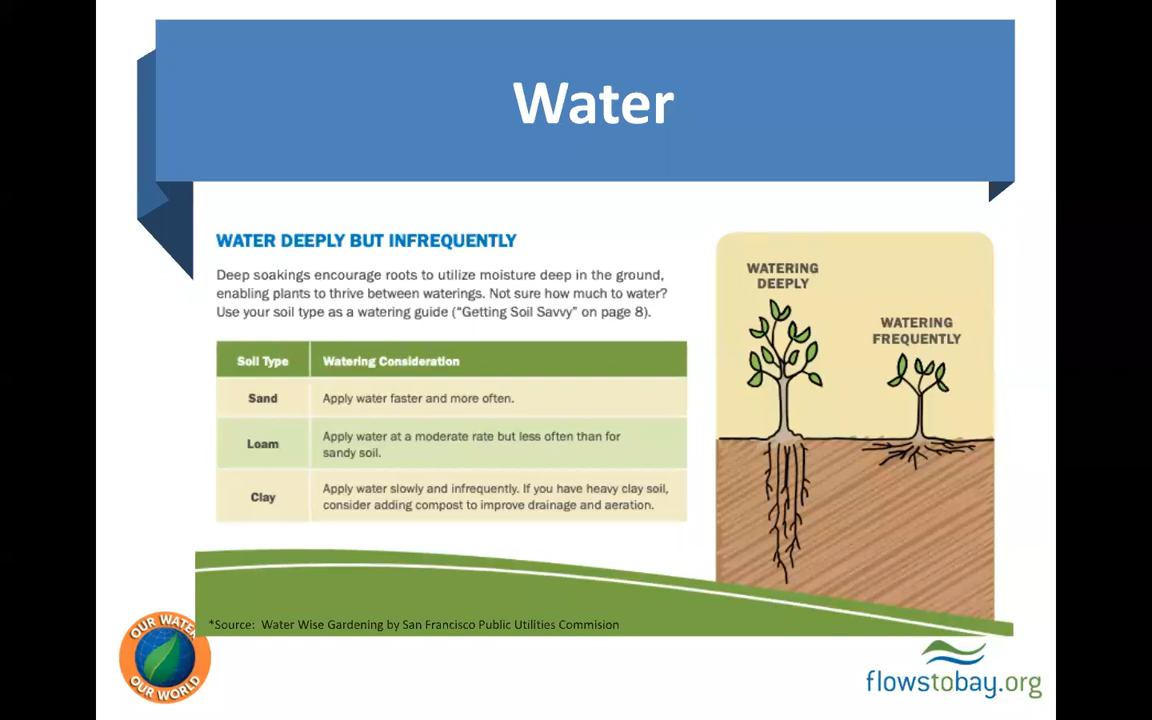 Water
WATER DEEPLY BUT INFREQUENTLY
Deep soakings encourage roots to utilize moisture deep in the ground,
enabling plants to thrive between waterings. Not sure how much to water?
Use your soil type as a watering guide (“Getting Soil Savvy” on page 8).
Soil Type Watering Consideration
Sand Apply water faster and more often.
Loam Apply water at a moderate rate but less often than for
sandy soil.
Clay Apply water slowly and infrequently. If you have heavy clay soil,
consider adding compost to improve drainage and aeration.
WATERING
DEEPLY
WATERING
FREQUENTLY
*Source: Water Wise Gardening by San Francisco Public Utilities Commision
OUR WATER
OUR WORLD
flowstobay.org